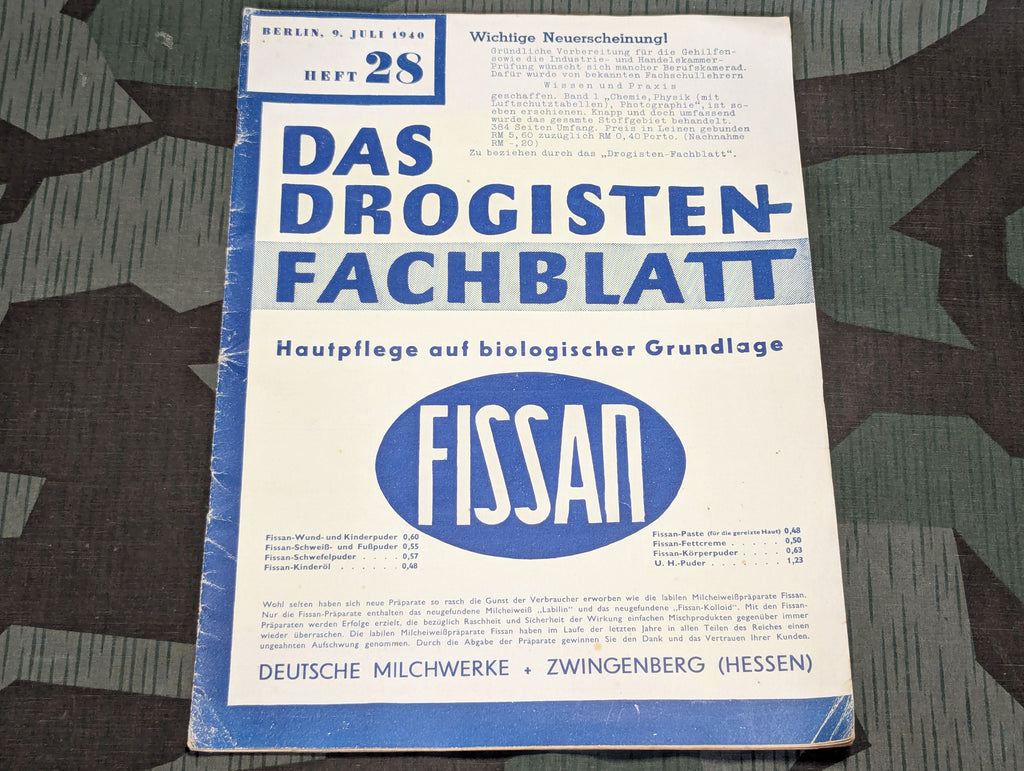 BERLIN, 9. JULI 1940
HEFT 28
Wichtige Neuerscheinung!
Gründliche Vorbereitung für die Gehilfen-
sowie die Industrie- und Handelskammer-
Prüfung wünscht sich mancher Berufskamerad.
Dafür wurde von bekannten Fachschullehrern
Wissen und Praxis
geschaffen. Band 1 „Chemie, Physik (mit
Luftschutztabellen), Photographie", ist so-
eben erschienen. Knapp und doch umfassend
wurde das gesamte Stoffgebiet behandelt.
384 Seiten Umfang. Preis in Leinen gebunden
RM 5,60 zuzüglich RM 0,40 Porto. (Nachnahme
RM -,20)
Zu beziehen durch das „Drogisten-Fachblatt".
DAS
DROGISTEN-
FACHBLATT
Hautpflege auf biologischer Grundlage
FISSAN
Fissan-Wund- und Kinderpuder 0,60
Fissan-Schweiß- und Fußpuder 0,55
Fissan-Schwefelpuder . . . . 0,57
Fissan-Kinderöl . . . . . . 0,48
Fissan-Paste (für die gereizte Haut) 0,48
Fissan-Fettcreme . . . . . 0,50
Fissan-Körperpuder . . . . 0,63
U. H.-Puder . . . . . . . 1,23
Wohl selten haben sich neue Präparate so rasch die Gunst der Verbraucher erworben wie die labilen Milcheiweißpräparate Fissan.
Nur die Fissan-Präparate enthalten das neugefundene Milcheiweiß „Labilin" und das neugefundene „Fissan-Kolloid". Mit den Fissan-
Präparaten werden Erfolge erzielt, die bezüglich Raschheit und Sicherheit der Wirkung einfachen Mischprodukten gegenüber immer
wieder überraschen. Die labilen Milcheiweißpräparate Fissan haben im Laufe der letzten Jahre in allen Teilen des Reiches einen
ungeahnten Aufschwung genommen. Durch die Abgabe der Präparate gewinnen Sie den Dank und das Vertrauen Ihrer Kunden.
DEUTSCHE MILCHWERKE + ZWINGENBERG (HESSEN)